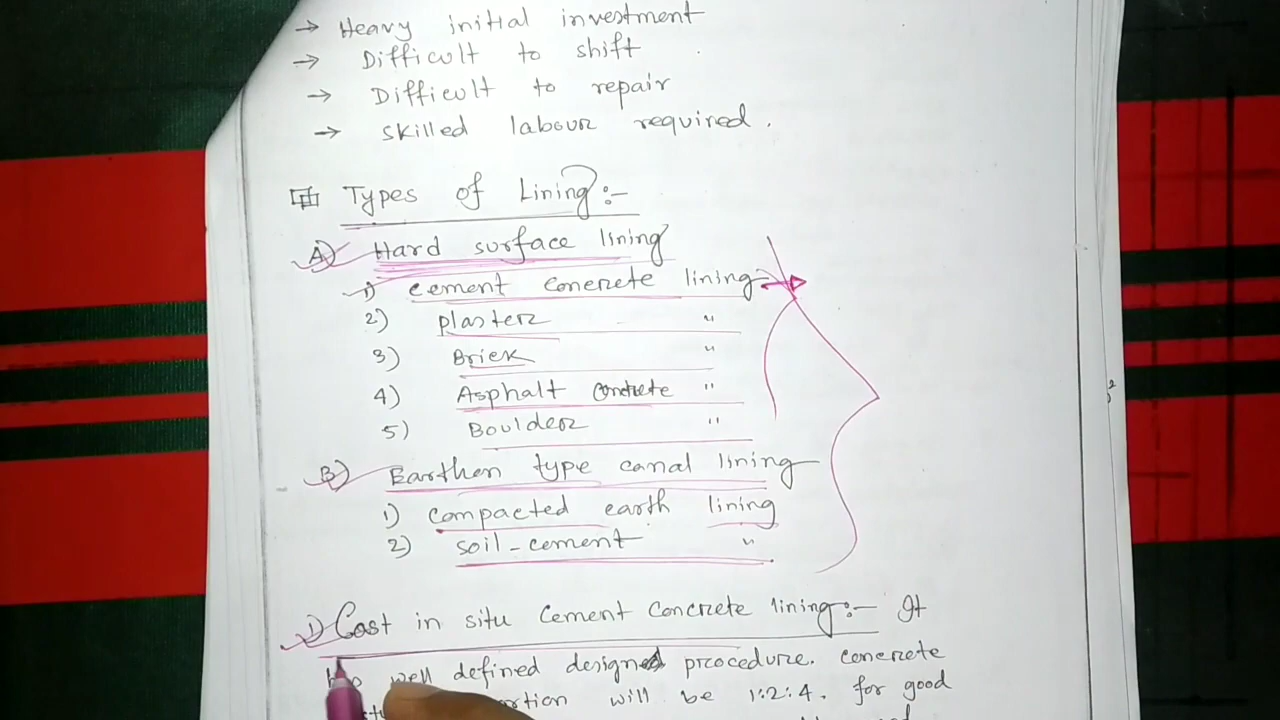 → Heavy initial investment
→ Difficult to shift
→ Difficult to repair
→ skilled labour required.
Types of Lining:-
A) Hard surface lining
1) cement concrete lining
2) plaster "
3) Brick "
4) Asphalt concrete "
5) Boulder "
B) Earthen type canal lining
1) compacted earth lining
2) soil-cement "
1) Cast in situ cement concrete lining:- It
well defined designed procedure. concrete
will be 1:2:4. for good